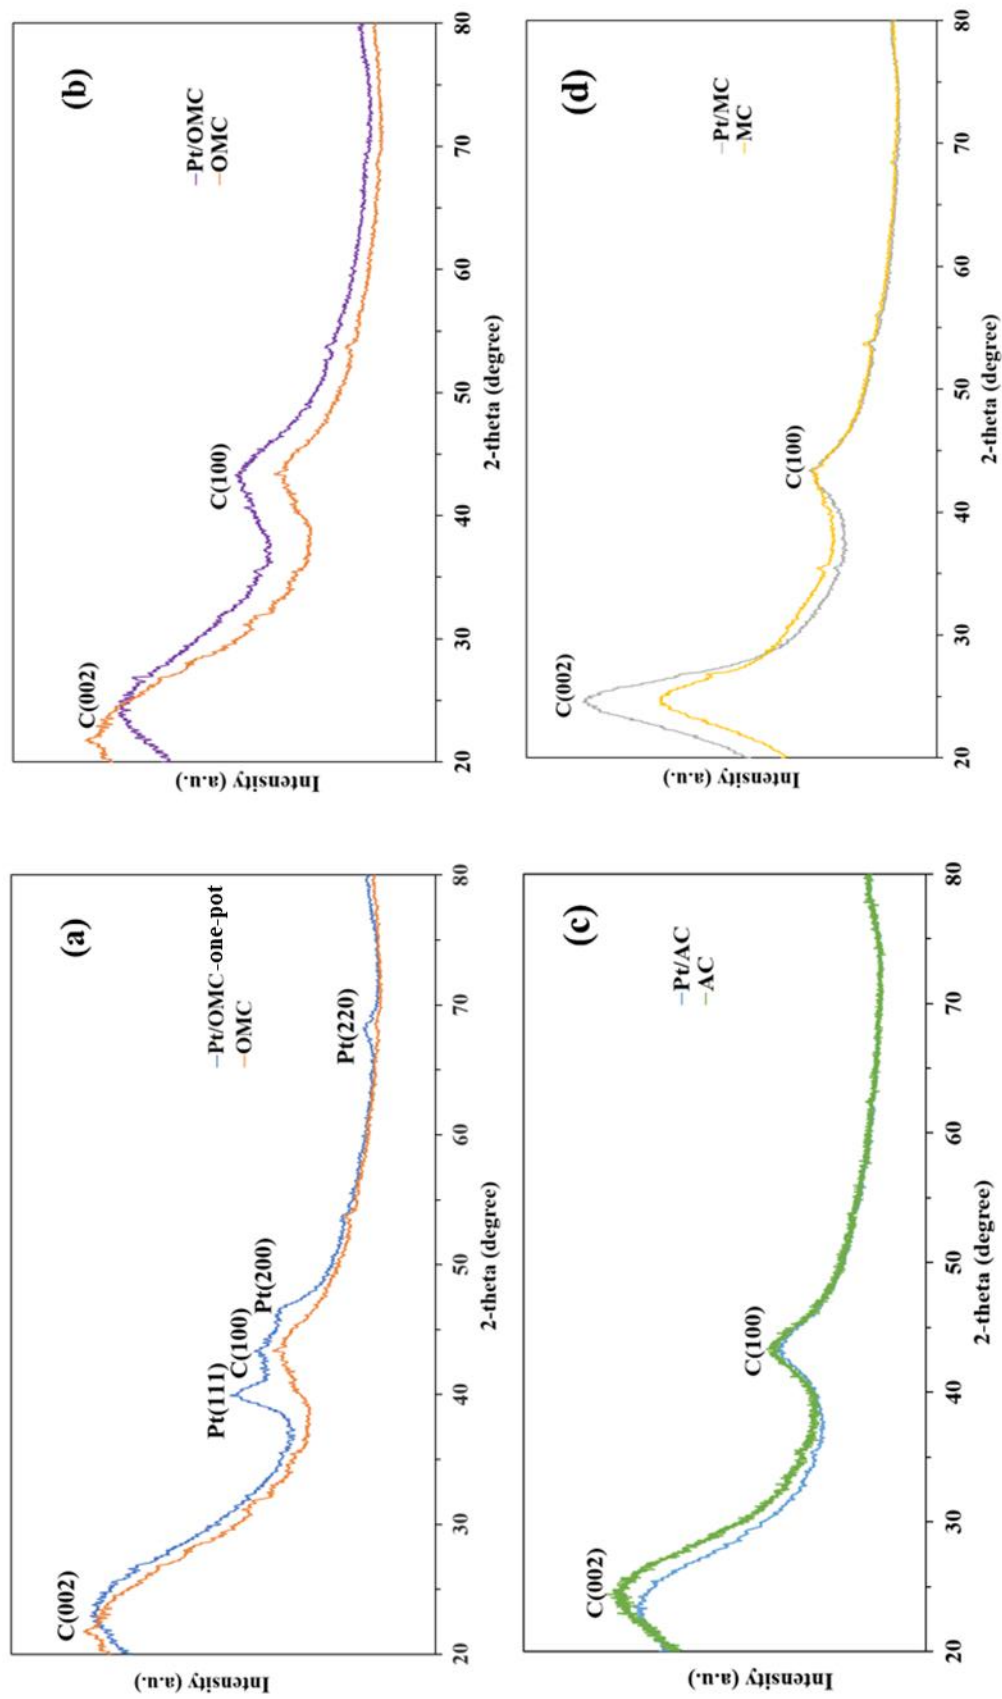 (a)
Pt/OMC-one-pot
OMC
C(002)
Pt(111)
C(100)
Pt(200)
Pt(220)
Intensity (a.u.)
20 30 40 50 60 70 80
2-theta (degree)
(b)
Pt/OMC
OMC
C(002)
C(100)
Intensity (a.u.)
20 30 40 50 60 70 80
2-theta (degree)
(c)
Pt/AC
AC
C(002)
C(100)
Intensity (a.u.)
20 30 40 50 60 70 80
2-theta (degree)
(d)
Pt/MC
MC
C(002)
C(100)
Intensity (a.u.)
20 30 40 50 60 70 80
2-theta (degree)